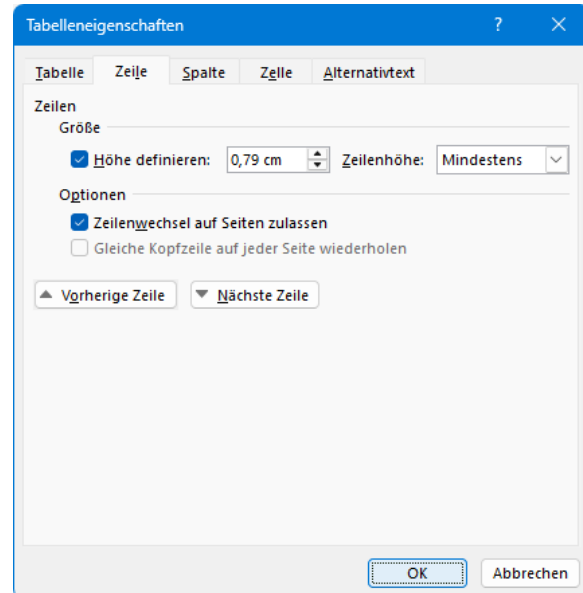 Tabelleneigenschaften ?
Tabelle Zeile Spalte Zelle Alternativtext
Zeilen
Größe
Höhe definieren: 0,79 cm Zeilenhöhe: Mindestens
Optionen
Zeilenwechsel auf Seiten zulassen
Gleiche Kopfzeile auf jeder Seite wiederholen
Vorherige Zeile Nächste Zeile
OK Abbrechen